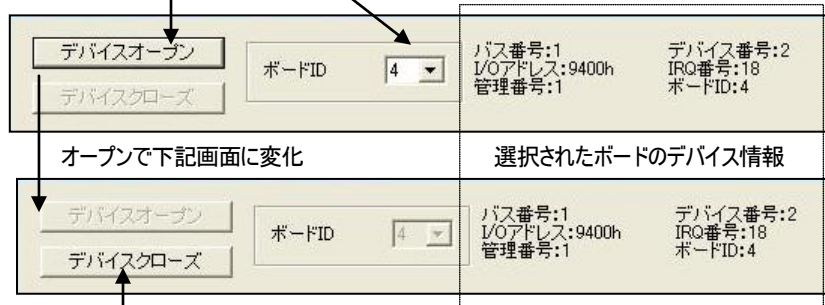 デバイスオープン
デバイスクローズ
ボードID
4
バス番号:1
I/Oアドレス:9400h
管理番号:1
デバイス番号:2
IRQ番号:18
ボードID:4
オープンで下記画面に変化
選択されたボードのデバイス情報
デバイスオープン
デバイスクローズ
ボードID
4
バス番号:1
I/Oアドレス:9400h
管理番号:1
デバイス番号:2
IRQ番号:18
ボードID:4